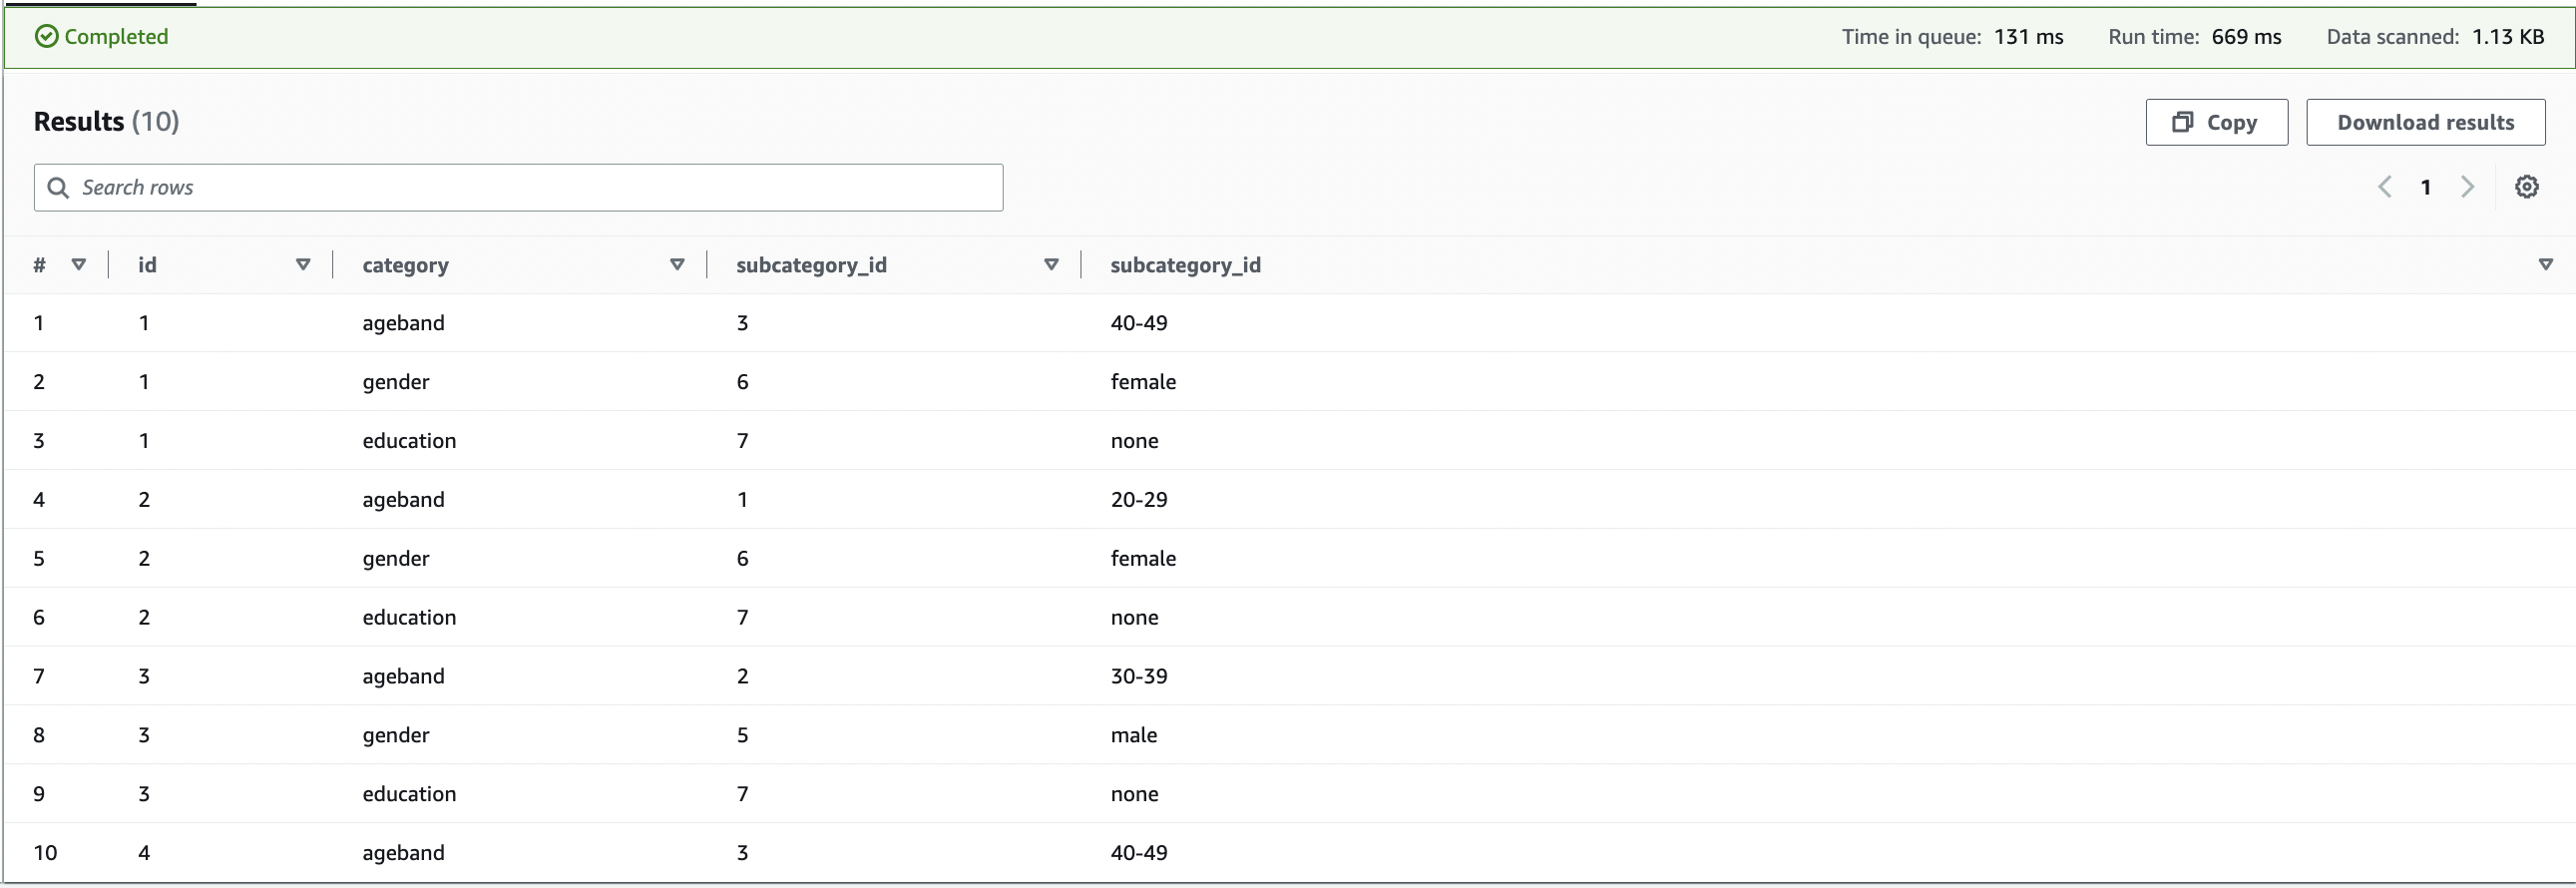 Completed Time in queue: 131 ms Run time: 669 ms Data scanned: 1.13 KB
Results (10) Copy Download results
Search rows 1
# id category subcategory_id subcategory_id
1 1 ageband 3 40-49
2 1 gender 6 female
3 1 education 7 none
4 2 ageband 1 20-29
5 2 gender 6 female
6 2 education 7 none
7 3 ageband 2 30-39
8 3 gender 5 male
9 3 education 7 none
10 4 ageband 3 40-49